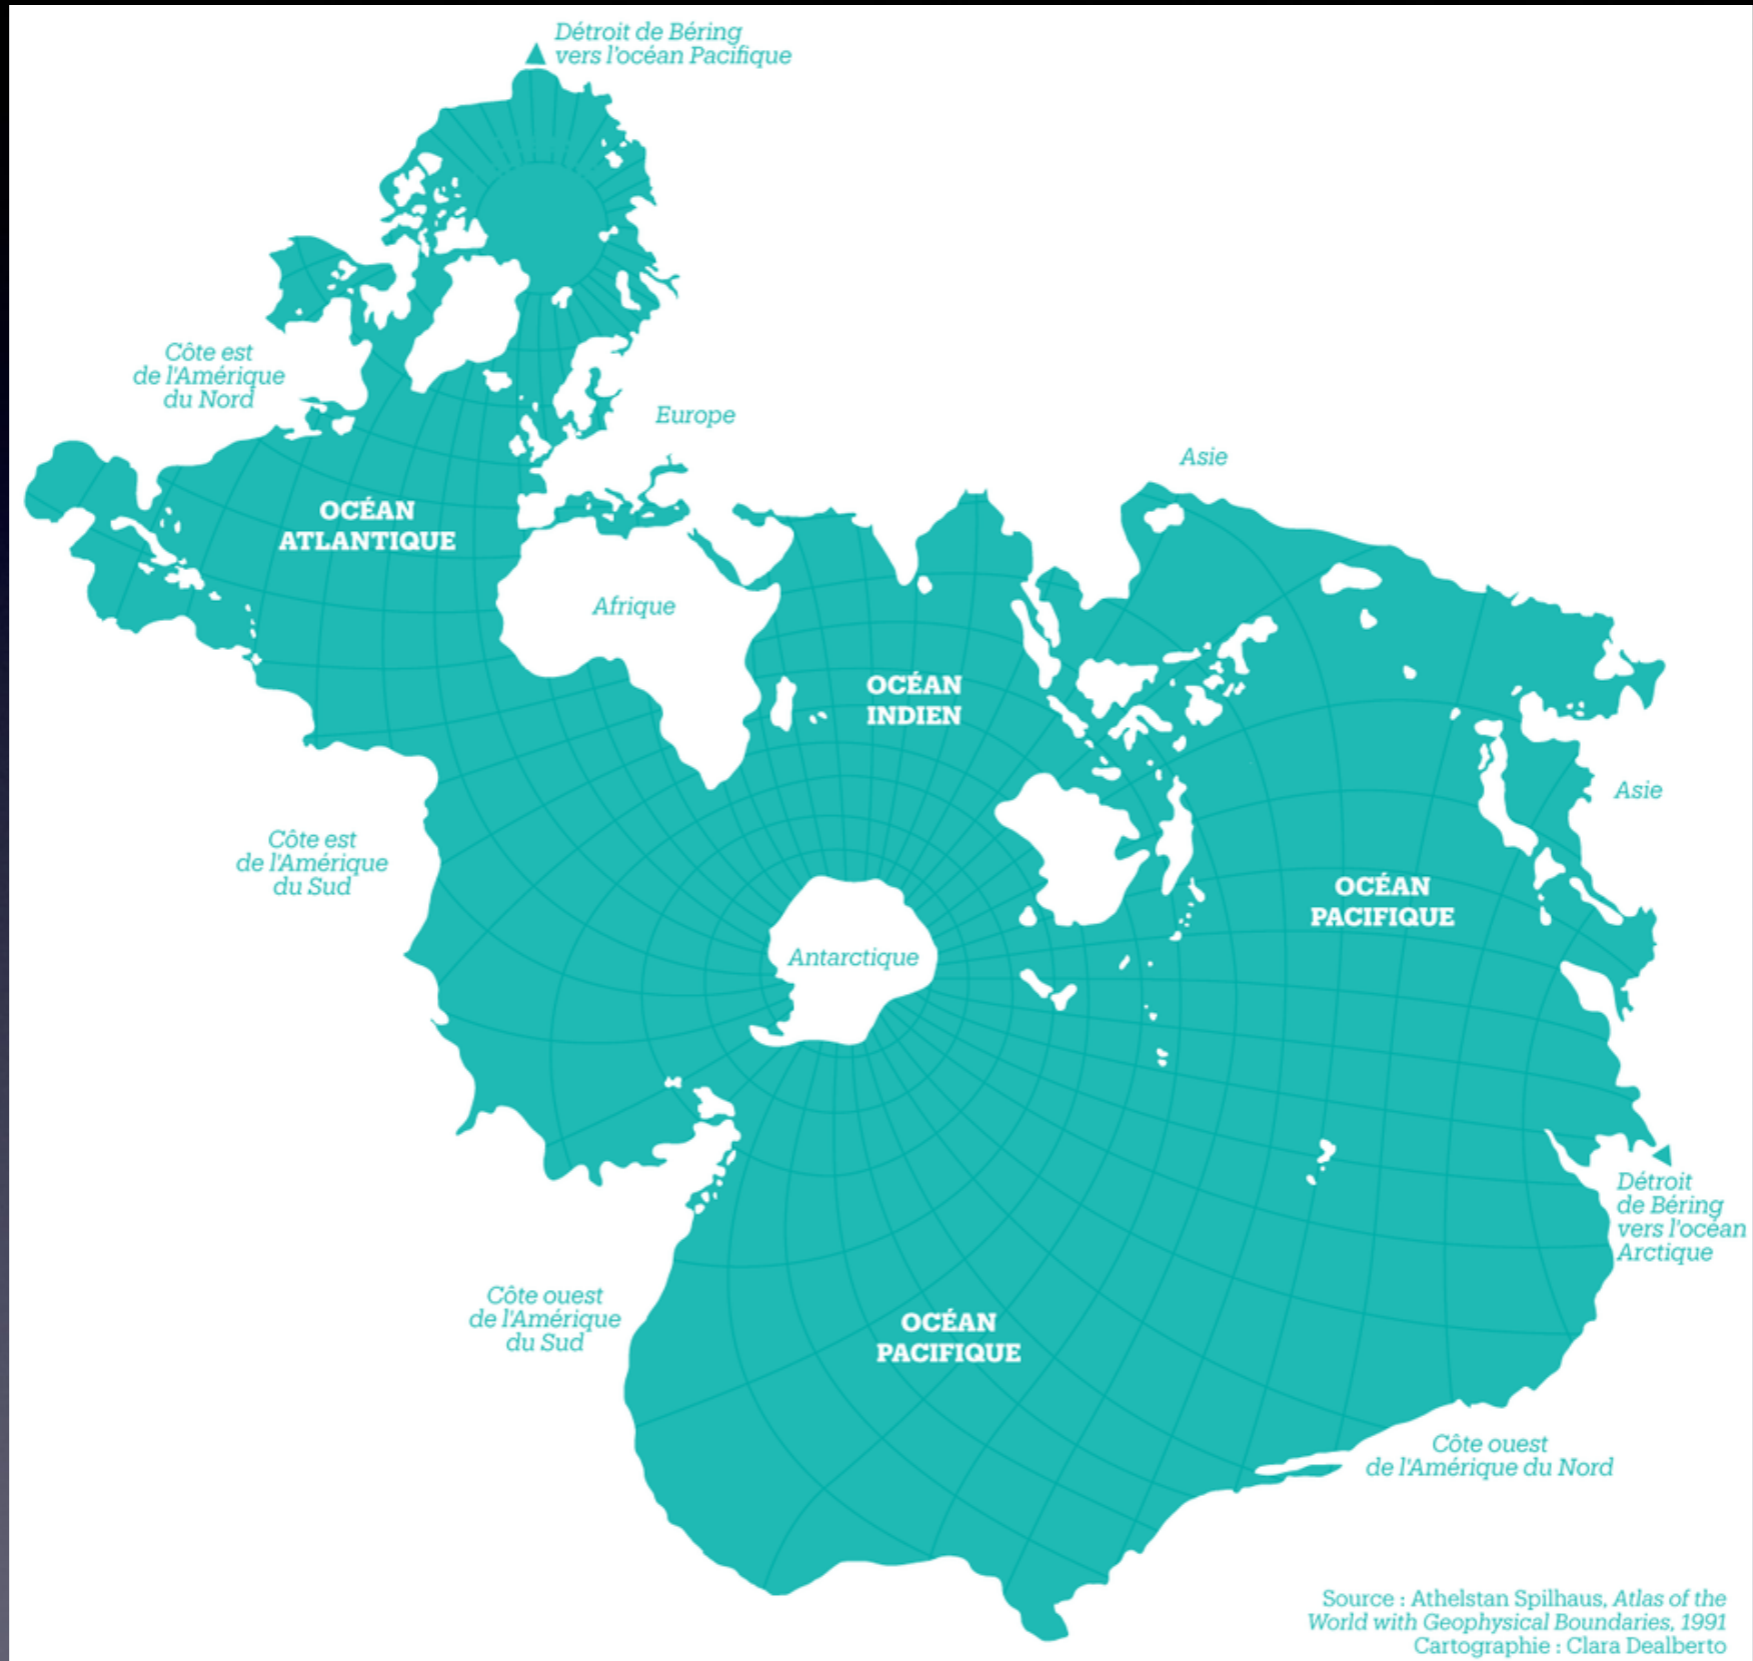 Détroit de Béring
vers l'océan Pacifique
Côte est
de l'Amérique
du Nord
Europe
Asie
OCÉAN
ATLANTIQUE
Afrique
OCÉAN
INDIEN
Asie
Côte est
de l'Amérique
du Sud
OCÉAN
PACIFIQUE
Antarctique
Détroit
de Béring
vers l'océan
Arctique
Côte ouest
de l'Amérique
du Sud
OCÉAN
PACIFIQUE
Côte ouest
de l'Amérique du Nord
Source : Athelstan Spilhaus, Atlas of the
World with Geophysical Boundaries, 1991
Cartographie : Clara Dealberto